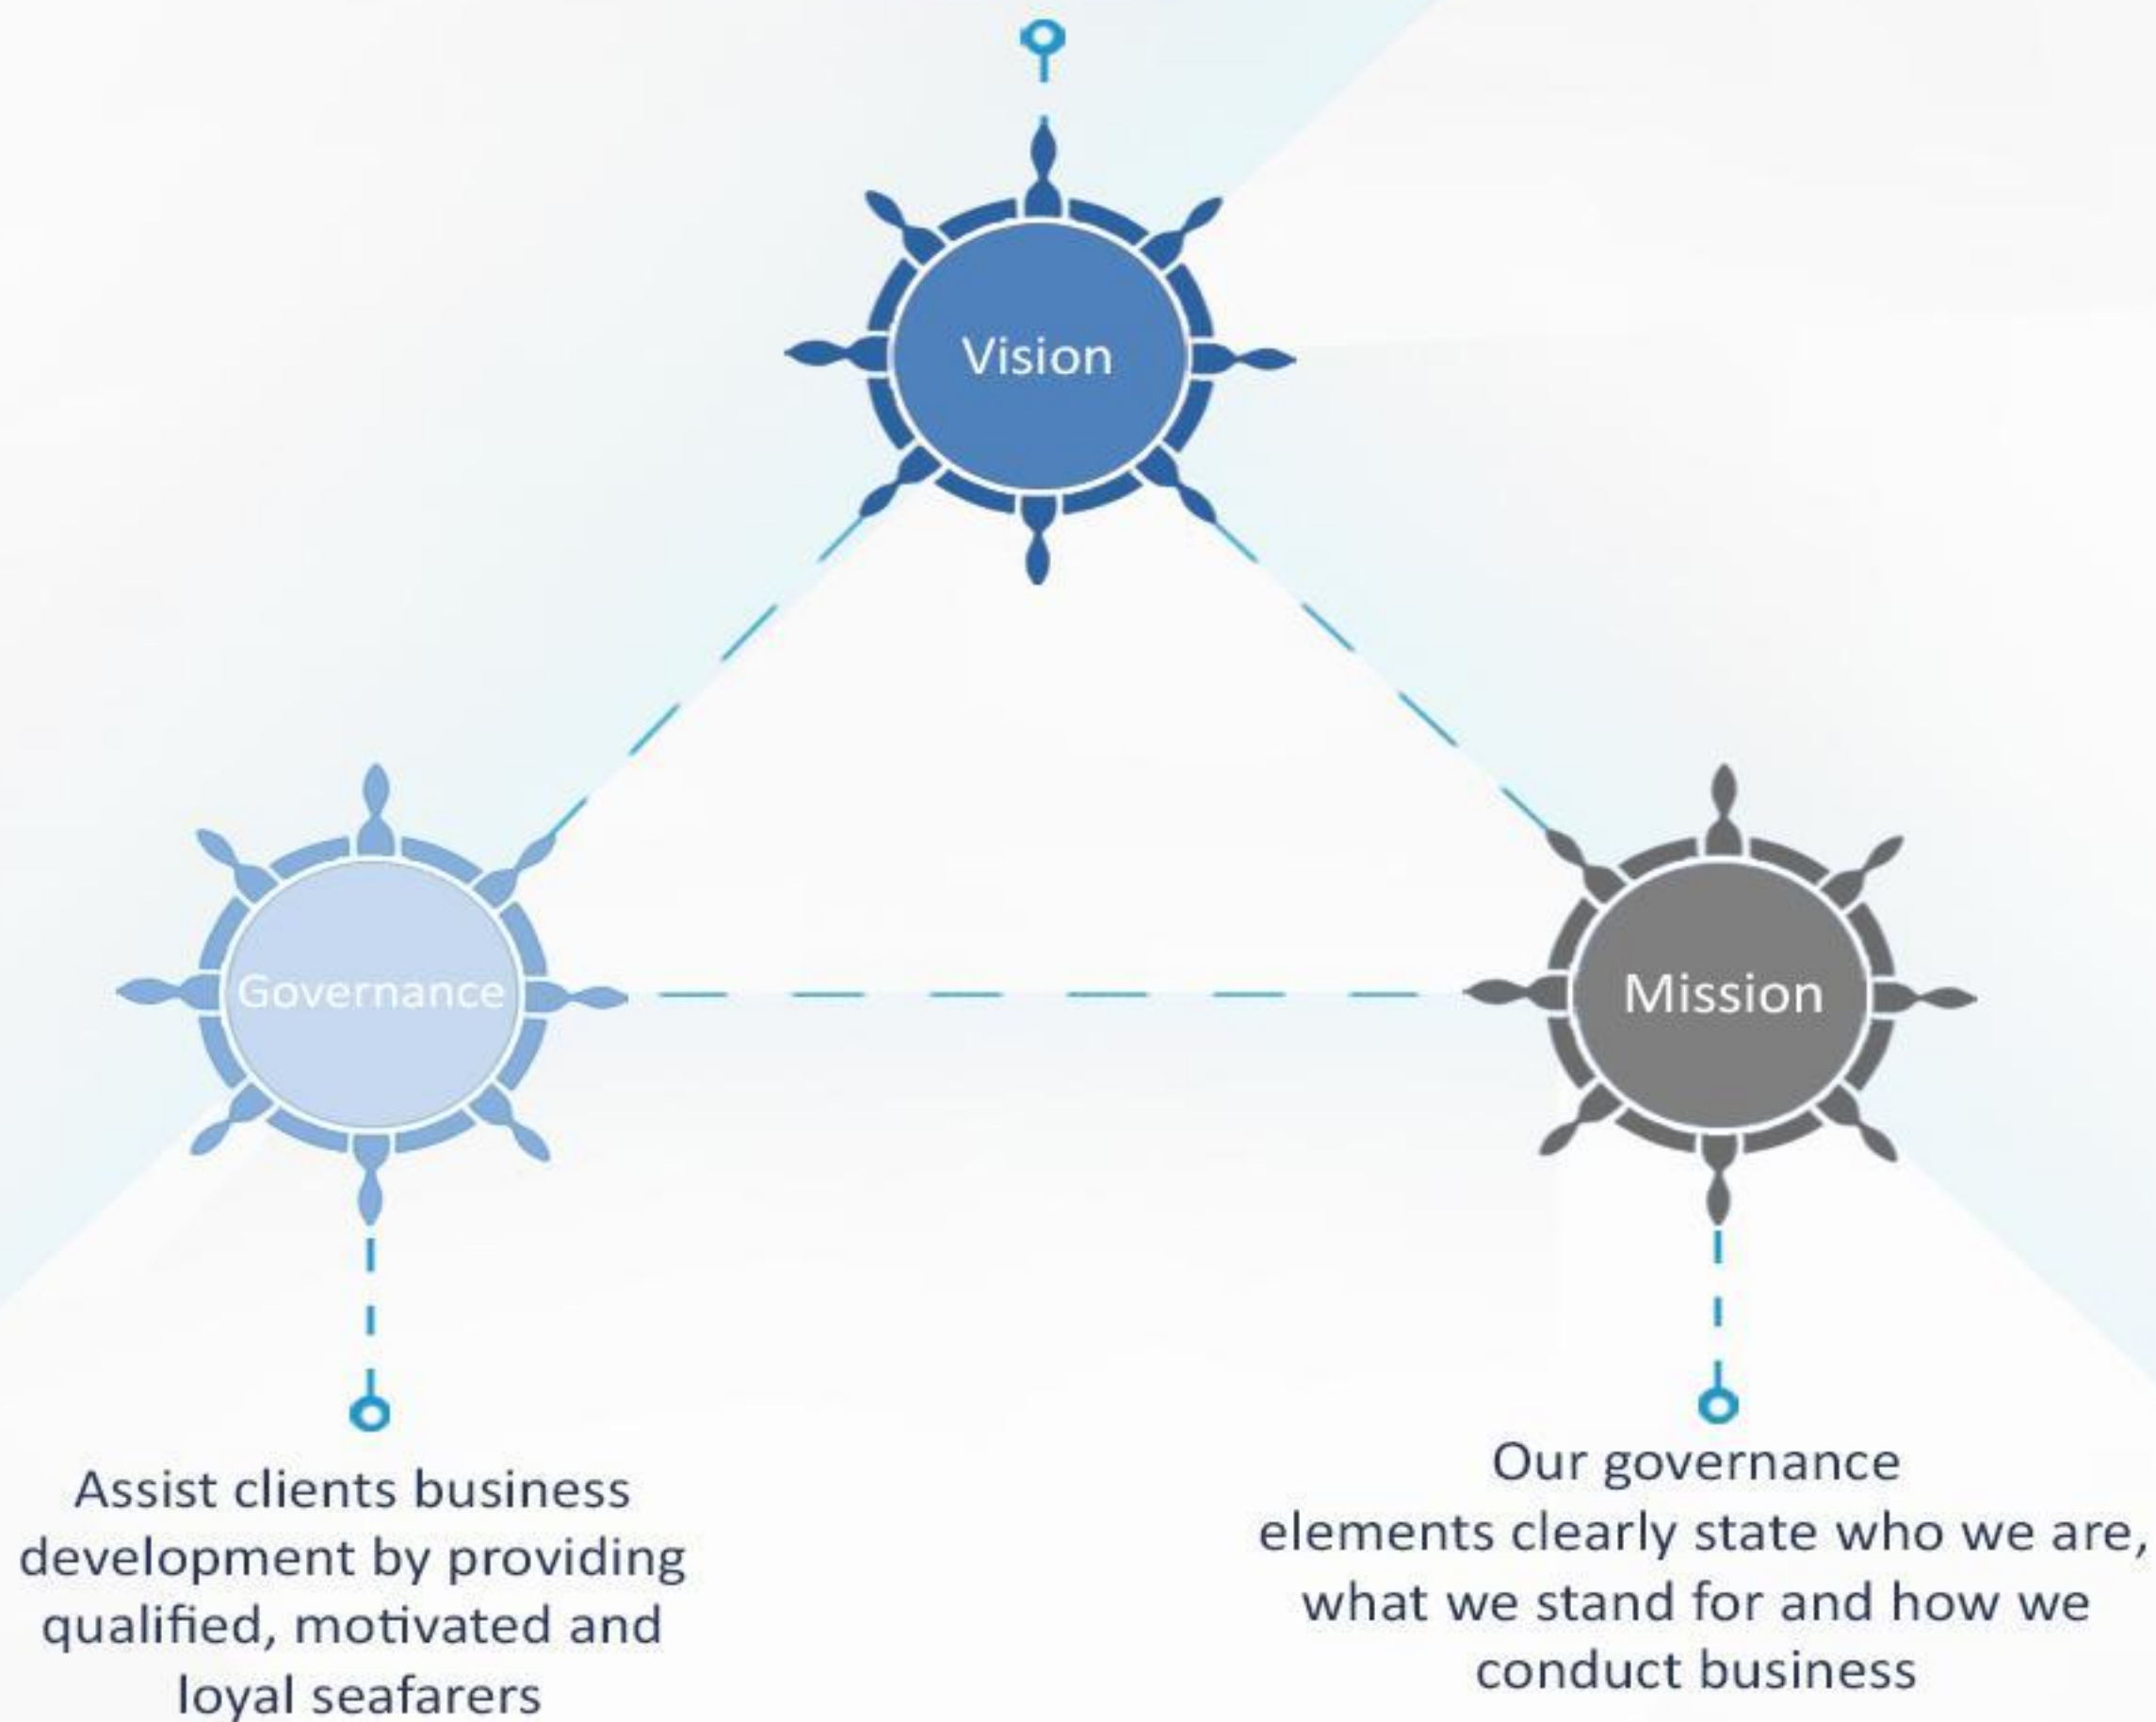 Vision
Governance
Mission
Assist clients business
development by providing
qualified, motivated and
loyal seafarers
Our governance
elements clearly state who we are,
what we stand for and how we
conduct business